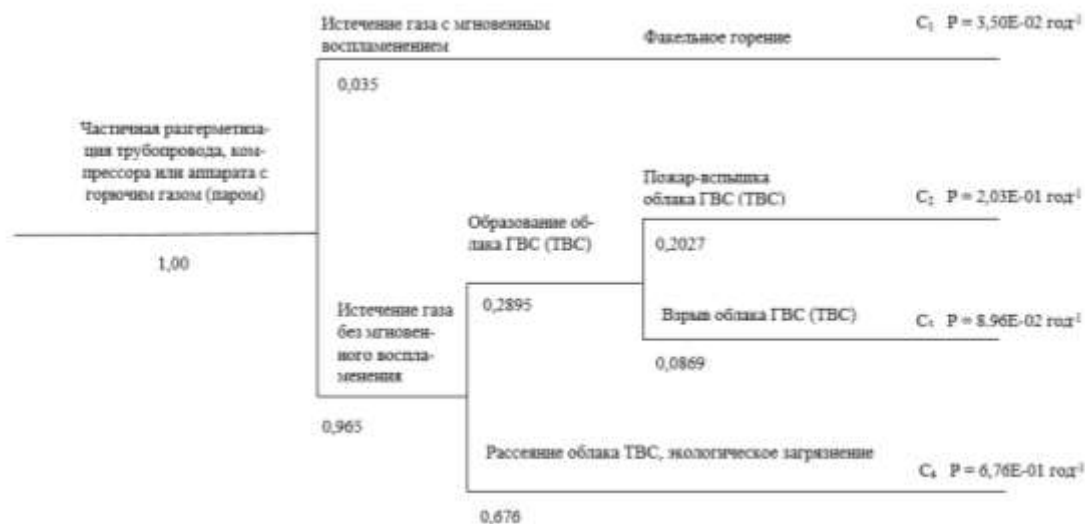 Истечение газа с мгновенным
воспламенением
Факельное горение
С₁ Р = 3,50E-02 год⁻¹
0,035
Частичная разгерметиза-
ция трубопровода, ком-
прессора или аппарата с
горючим газом (паром)
1,00
Пожар-вспышка
облака ГВС (ТВС)
С₂ Р = 2,03E-01 год⁻¹
Образование об-
лака ГВС (ТВС)
0,2027
Истечение газа
без мгновен-
ного воспла-
менения
0,2895
Взрыв облака ГВС (ТВС)
С₃ Р = 8.96E-02 год⁻¹
0,0869
0,965
Рассеяние облака ТВС, экологическое загрязнение
С₄ Р = 6,76E-01 год⁻¹
0,676